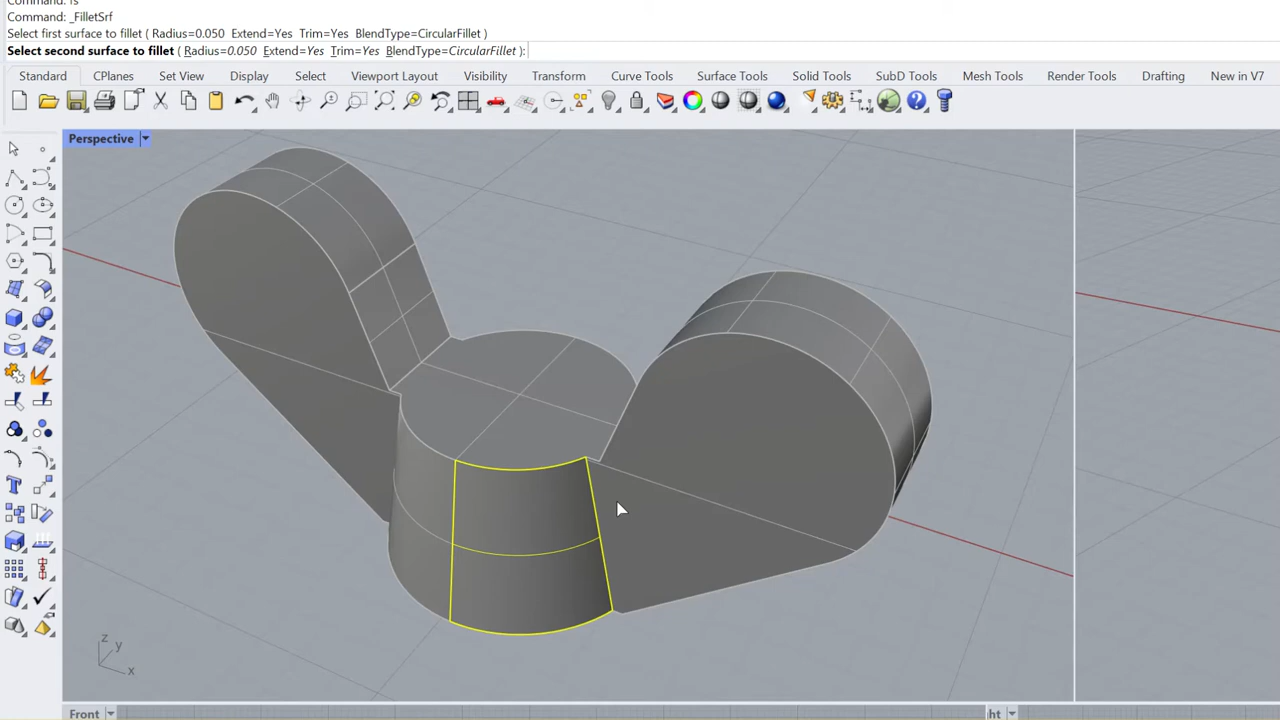 Command: _FilletSrf
Select first surface to fillet ( Radius=0.050 Extend=Yes Trim=Yes BlendType=CircularFillet )
Select second surface to fillet ( Radius=0.050 Extend=Yes Trim=Yes BlendType=CircularFillet ):
Standard CPlanes Set View Display Select Viewport Layout Visibility Transform Curve Tools Surface Tools Solid Tools SubD Tools Mesh Tools Render Tools Drafting New in V7
Perspective
z
y
x
Front ht